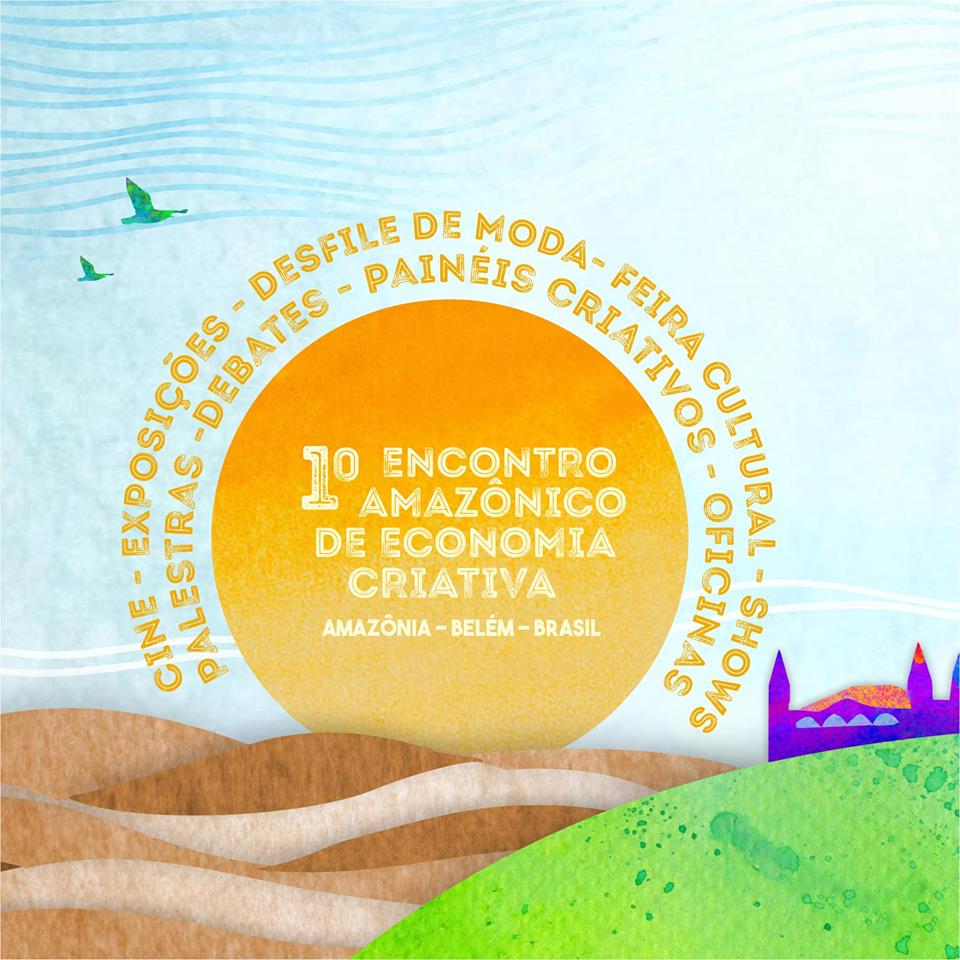 CINE - EXPOSIÇÕES - DESFILE DE MODA- FEIRA CULTURAL - SHOWS
PALESTRAS -DEBATES - PAINÉIS CRIATIVOS - OFICINAS
1º ENCONTRO
AMAZÔNICO
DE ECONOMIA
CRIATIVA
AMAZÔNIA - BELÉM - BRASIL